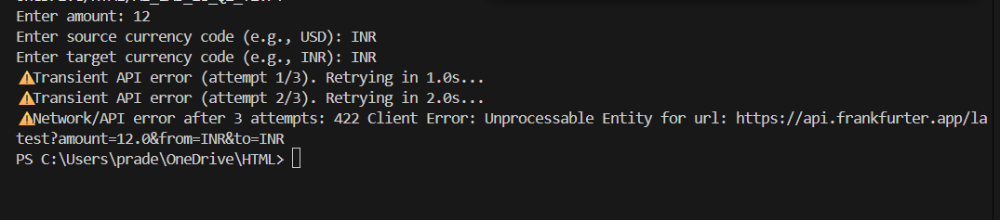 Enter amount: 12
Enter source currency code (e.g., USD): INR
Enter target currency code (e.g., INR): INR
⚠️Transient API error (attempt 1/3). Retrying in 1.0s...
⚠️Transient API error (attempt 2/3). Retrying in 2.0s...
⚠️Network/API error after 3 attempts: 422 Client Error: Unprocessable Entity for url: https://api.frankfurter.app/la
test?amount=12.0&from=INR&to=INR
PS C:\Users\prade\OneDrive\HTML>